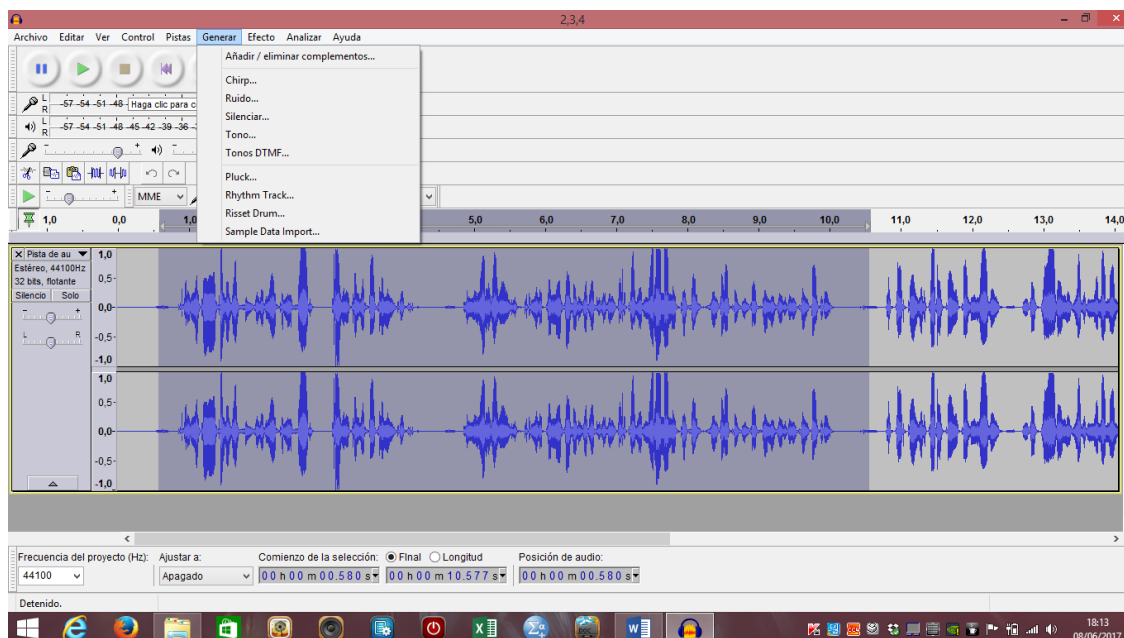 2,3,4
Archivo Editar Ver Control Pistas Generar Efecto Analizar Ayuda
Añadir / eliminar complementos...
Chirp...
Ruido...
Silenciar...
Tono...
Tonos DTMF...
Pluck...
Rhythm Track...
Risset Drum...
Sample Data Import...
L
R
-57 -54 -51 -48 Haga clic para c
L
R
-57 -54 -51 -48 -45 -42 -39 -36
MME
1,0 0,0 1,0 5,0 6,0 7,0 8,0 9,0 10,0 11,0 12,0 13,0 14,0
Pista de au
Estéreo, 44100Hz
32 bits, flotante
Silencio Solo
L R
1,0
0,5
0,0
-0,5
-1,0
1,0
0,5
0,0
-0,5
-1,0
Frecuencia del proyecto (Hz): Ajustar a: Comienzo de la selección: FInal Longitud Posición de audio:
44100 Apagado 00 h 00 m 00.580 s 00 h 00 m 10.577 s 00 h 00 m 00.580 s
Detenido.
18:13
08/06/2017